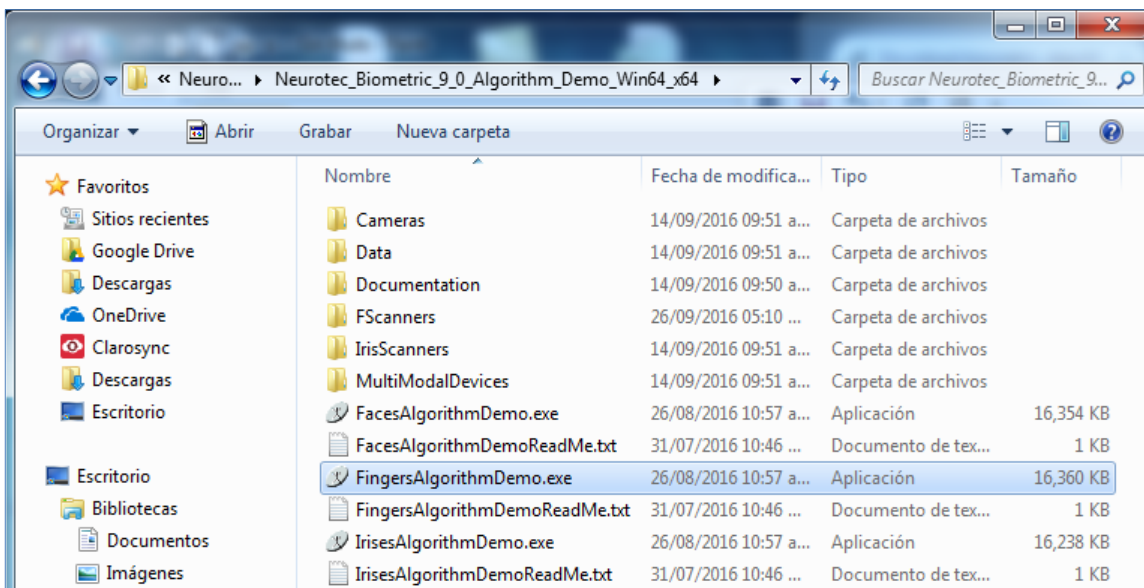 « Neuro... ▸ Neurotec_Biometric_9_0_Algorithm_Demo_Win64_x64 ▸ Buscar Neurotec_Biometric_9...
Organizar Abrir Grabar Nueva carpeta
Nombre Fecha de modifica... Tipo Tamaño
Favoritos
Sitios recientes
Google Drive
Descargas
OneDrive
Clarosync
Descargas
Escritorio
Escritorio
Bibliotecas
Documentos
Imágenes
Cameras 14/09/2016 09:51 a... Carpeta de archivos
Data 14/09/2016 09:51 a... Carpeta de archivos
Documentation 14/09/2016 09:50 a... Carpeta de archivos
FScanners 26/09/2016 05:10 ... Carpeta de archivos
IrisScanners 14/09/2016 09:51 a... Carpeta de archivos
MultiModalDevices 14/09/2016 09:51 a... Carpeta de archivos
FacesAlgorithmDemo.exe 26/08/2016 10:57 a... Aplicación 16,354 KB
FacesAlgorithmDemoReadMe.txt 31/07/2016 10:46 ... Documento de tex... 1 KB
FingersAlgorithmDemo.exe 26/08/2016 10:57 a... Aplicación 16,360 KB
FingersAlgorithmDemoReadMe.txt 31/07/2016 10:46 ... Documento de tex... 1 KB
IrisesAlgorithmDemo.exe 26/08/2016 10:57 a... Aplicación 16,238 KB
IrisesAlgorithmDemoReadMe.txt 31/07/2016 10:46 ... Documento de tex... 1 KB